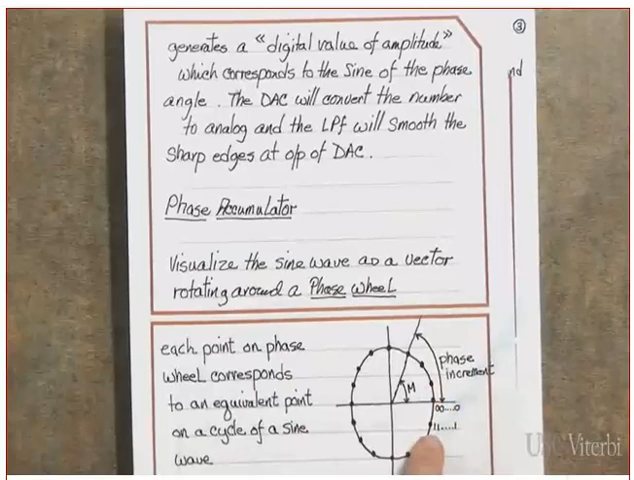 ③
generates a "digital value of amplitude"
which corresponds to the sine of the phase
angle. The DAC will convert the number
to analog and the LPf will smooth the
sharp edges at o/p of DAC.
nd
Phase Accumulator
Visualize the sine wave as a vector
rotating around a Phase wheel
each point on phase
wheel corresponds
to an equivalent point
on a cycle of a sine
wave
phase
increment
M
00....0
11.....1
USC Viterbi